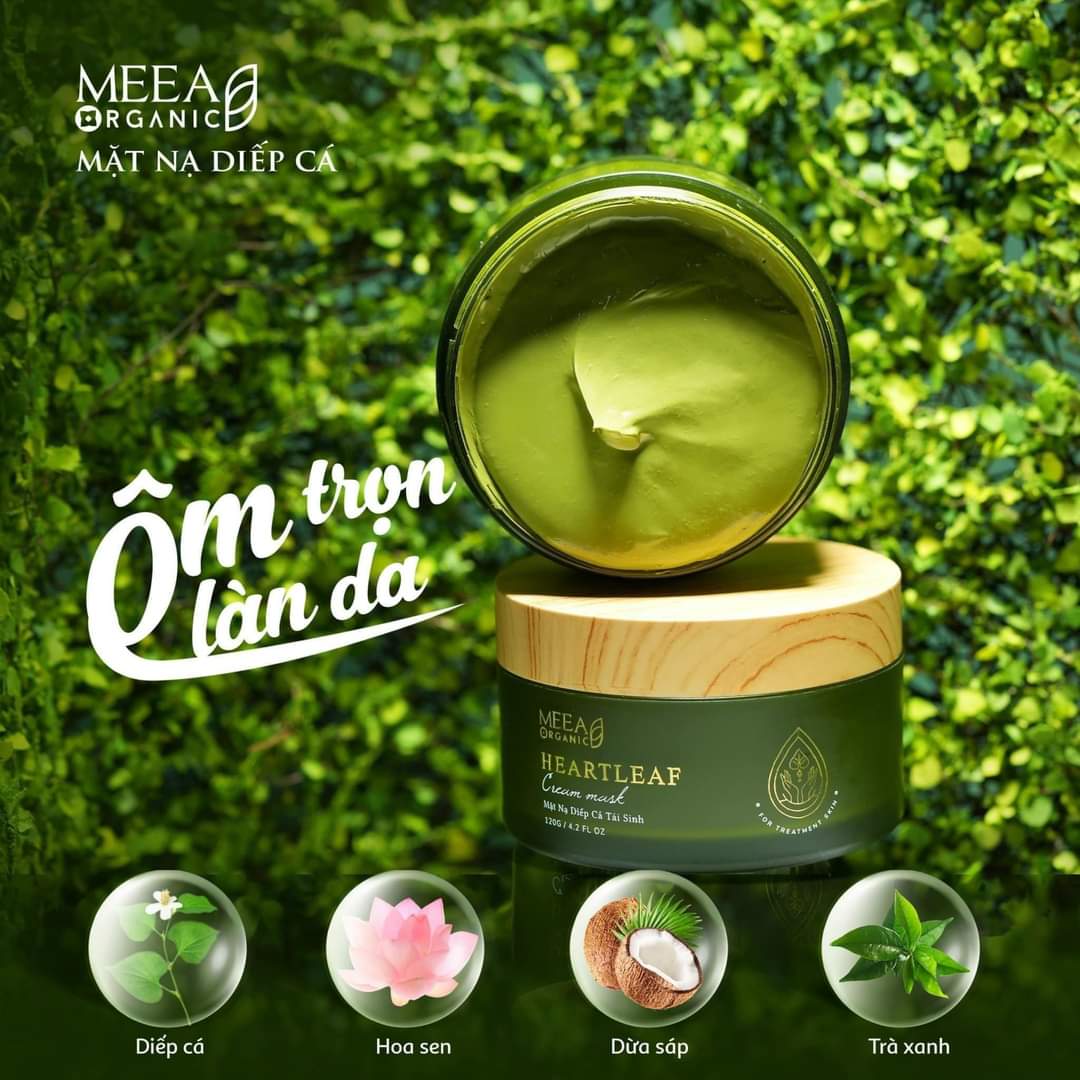 MEEA
ORGANIC
MẶT NẠ DIẾP CÁ
Ôm trọn
làn da
MEEA
ORGANIC
HEARTLEAF
Cream mask
Mặt Nạ Diếp Cá Tái Sinh
120G / 4.2 FL OZ
FOR TREATMENT SKIN
Diếp cá
Hoa sen
Dừa sáp
Trà xanh